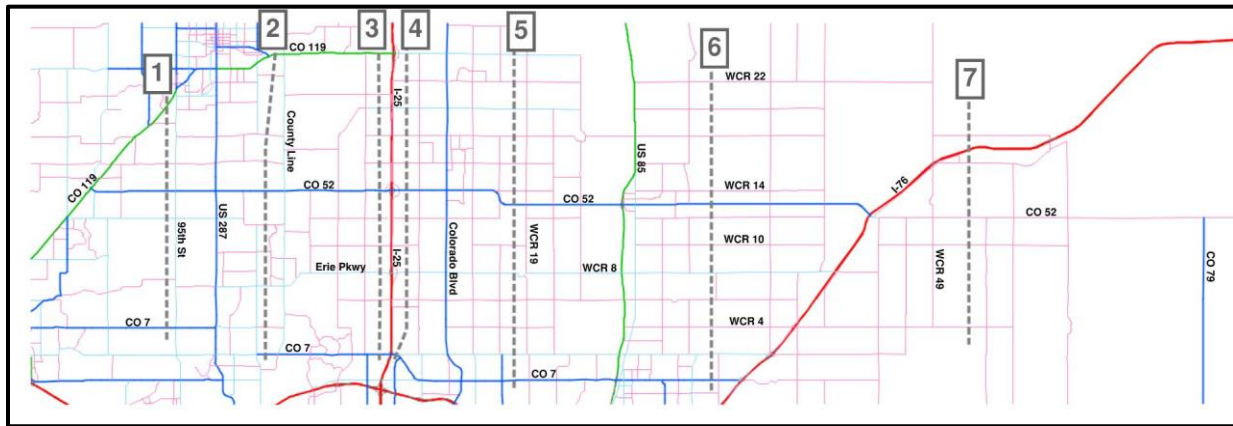 1
2
3
4
5
6
7
CO 119
WCR 22
I-25
County Line
US 85
CO 119
CO 52
WCR 14
I-76
CO 52
CO 52
95th St
US 287
I-25
Colorado Blvd
WCR 19
WCR 10
Erie Pkwy
WCR 8
WCR 49
CO 79
CO 7
WCR 4
CO 7
CO 7